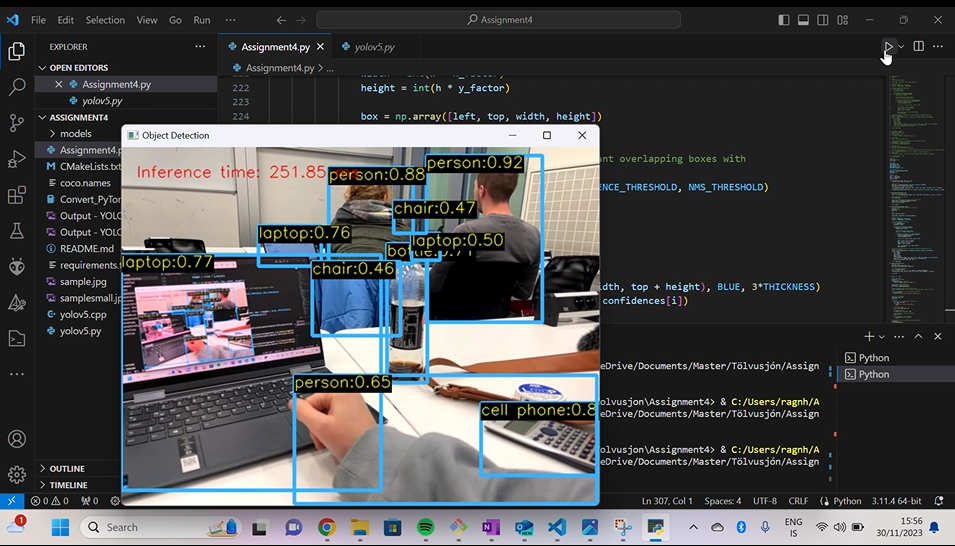 File Edit Selection View Go Run ··· Assignment4
EXPLORER ···
OPEN EDITORS
Assignment4.py
yolov5.py
ASSIGNMENT4
models
Assignment4.
CMakeLists.txt
coco.names
Convert_PyTor
Output - YOLO
Output - YOLO
README.md
requirements.t
sample.jpg
samplesmall.jp
yolov5.cpp
yolov5.py
OUTLINE
TIMELINE
Assignment4.py yolov5.py
Assignment4.py > ...
222 height = int(h * y_factor)
223
224 box = np.array([left, top, width, height])
ant overlapping boxes with
ENCE_THRESHOLD, NMS_THRESHOLD)
dth, top + height), BLUE, 3*THICKNESS)
confidences[i])
Object Detection
Inference time: 251.85
person:0.88
person:0.92
chair:0.47
laptop:0.76
laptop:0.50
bottle:0.71
laptop:0.77
chair:0.46
person:0.65
cell phone:0.8
Python
Python
eDrive/Documents/Master/Tölvusjón/Assign
olvusjon\Assignment4> & C:/Users/ragnh/A
eDrive/Documents/Master/Tölvusjón/Assign
olvusjon\Assignment4> & C:/Users/ragnh/A
eDrive/Documents/Master/Tölvusjón/Assign
0 0 0 Ln 307, Col 1 Spaces: 4 UTF-8 CRLF Python 3.11.4 64-bit
1 Search
ENG
IS
15:56
30/11/2023